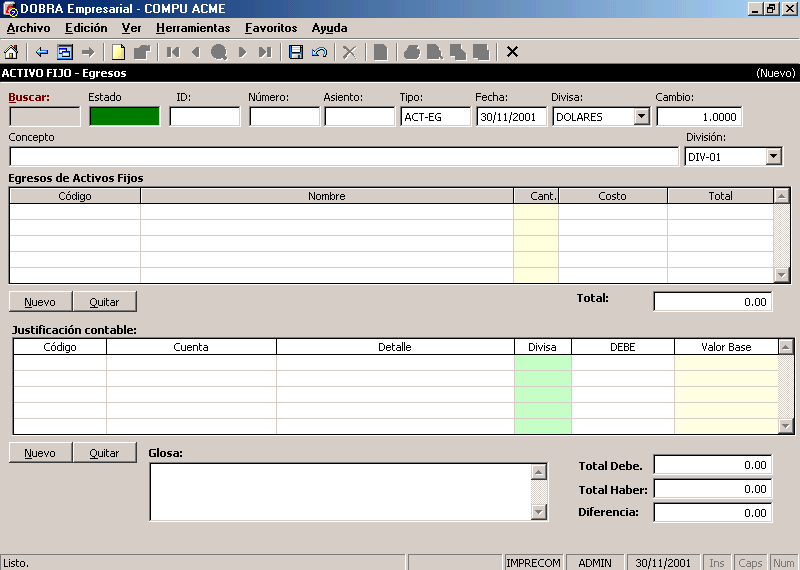 DOBRA Empresarial - COMPU ACME
Archivo Edición Ver Herramientas Favoritos Ayuda
ACTIVO FIJO - Egresos (Nuevo)
Buscar: Estado ID: Número: Asiento: Tipo: Fecha: Divisa: Cambio:
ACT-EG 30/11/2001 DOLARES 1.0000
Concepto División:
DIV-01
Egresos de Activos Fijos
Código Nombre Cant. Costo Total
Nuevo Quitar Total: 0.00
Justificación contable:
Código Cuenta Detalle Divisa DEBE Valor Base
Nuevo Quitar Glosa:
Total Debe. 0.00
Total Haber: 0.00
Diferencia: 0.00
Listo. IMPRECOM ADMIN 30/11/2001 Ins Caps Num